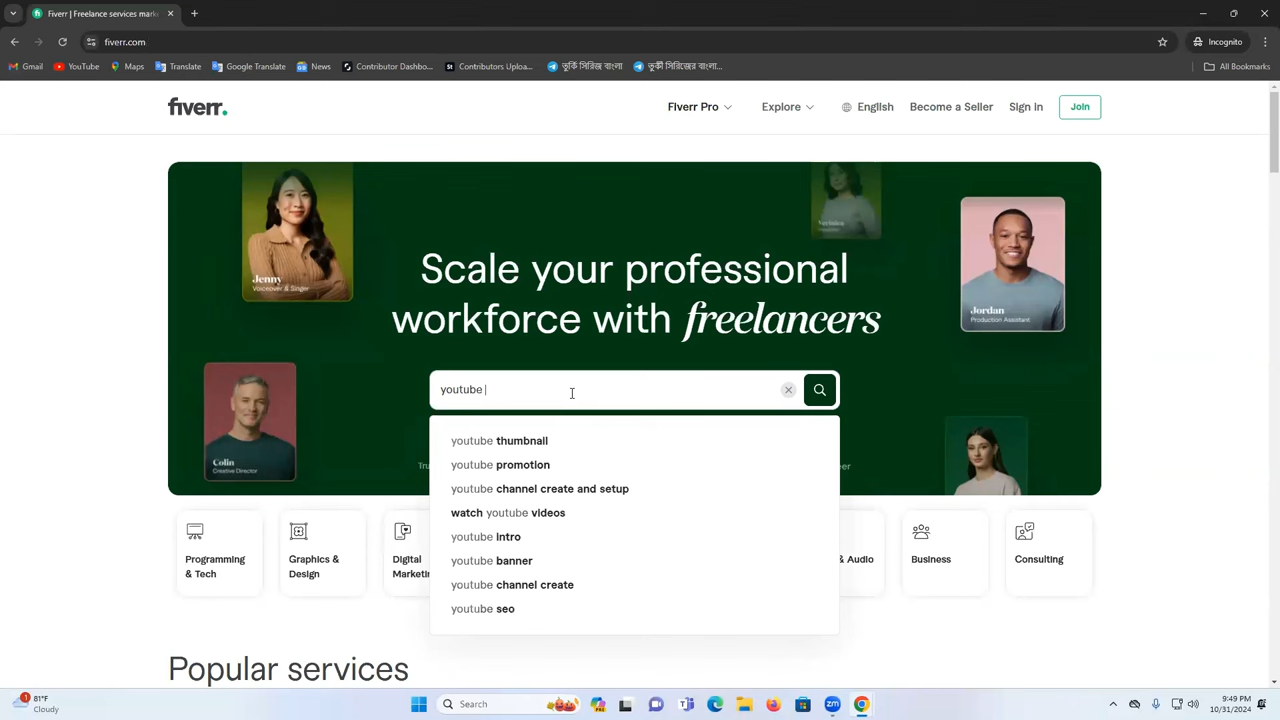 Fiverr | Freelance services mark
fiverr.com
Incognito
Gmail
YouTube
Maps
Translate
Google Translate
News
Contributor Dashbo...
Contributors Uploa...
তুর্কি সিরিজ বাংলা
তুর্কী সিরিজের বাংলা...
All Bookmarks
fiverr.
Fiverr Pro
Explore
English
Become a Seller
Sign in
Join
Jenny
Voiceover & Singer
Jordan
Production Assistant
Colin
Creative Director
Scale your professional
workforce with freelancers
youtube
youtube thumbnail
youtube promotion
youtube channel create and setup
watch youtube videos
youtube intro
youtube banner
youtube channel create
youtube seo
Programming
& Tech
Graphics &
Design
Digital
Marketi
& Audio
Business
Consulting
Popular services
1
81°F
Cloudy
Search
zm
9:49 PM
10/31/2024